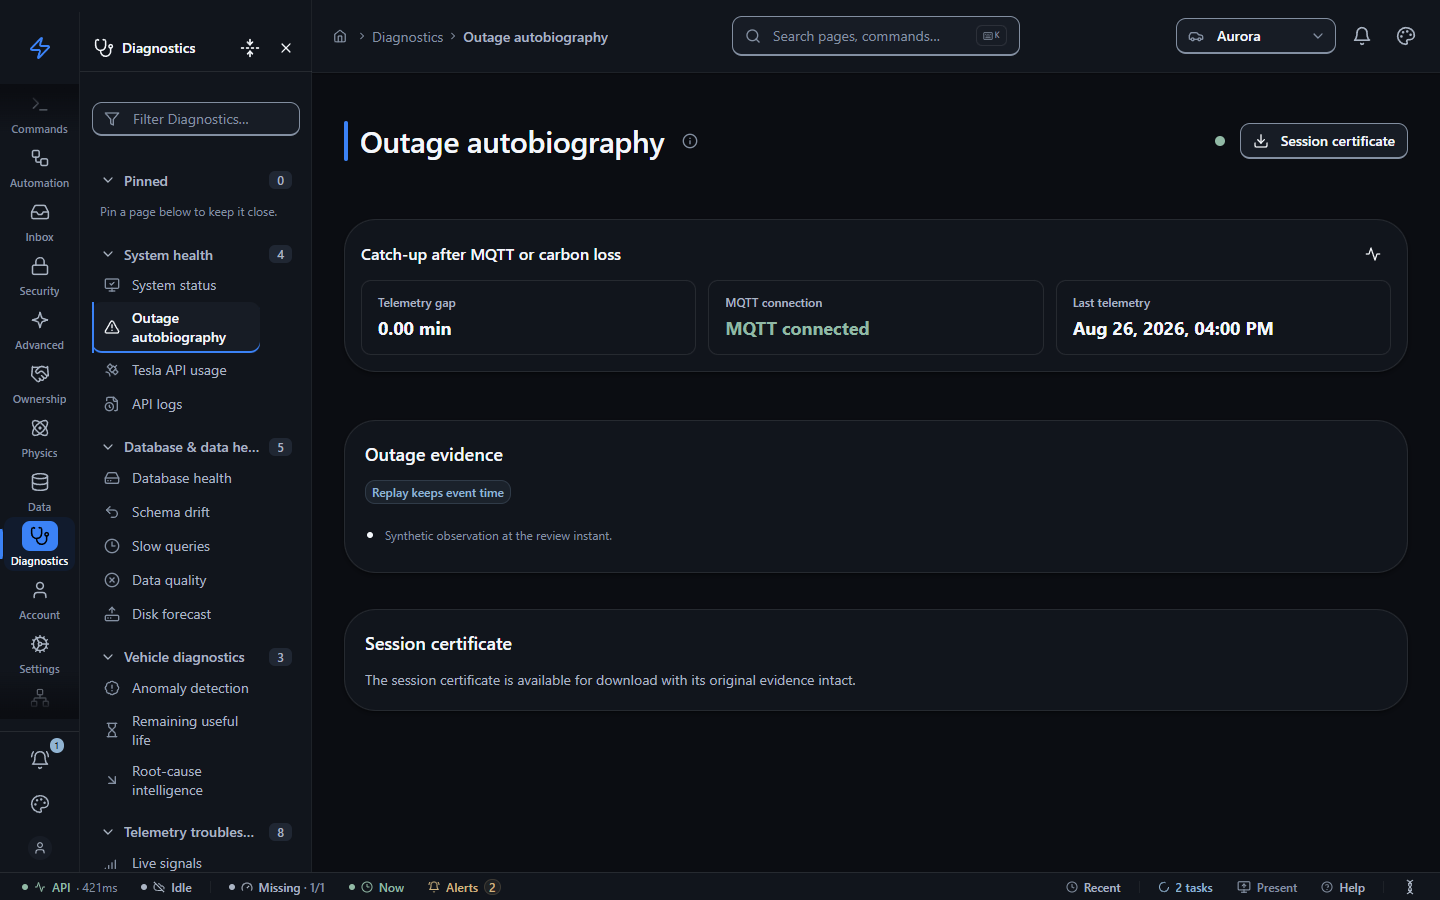 Commands
Automation
Inbox
Security
Advanced
Ownership
Physics
Data
Diagnostics
Account
Settings
1
Diagnostics
Filter Diagnostics...
Pinned 0
Pin a page below to keep it close.
System health 4
System status
Outage
autobiography
Tesla API usage
API logs
Database & data he... 5
Database health
Schema drift
Slow queries
Data quality
Disk forecast
Vehicle diagnostics 3
Anomaly detection
Remaining useful
life
Root-cause
intelligence
Telemetry troubles... 8
Live signals
Diagnostics Outage autobiography
Search pages, commands... K
Aurora
Outage autobiography
Session certificate
Catch-up after MQTT or carbon loss
Telemetry gap
0.00 min
MQTT connection
MQTT connected
Last telemetry
Aug 26, 2026, 04:00 PM
Outage evidence
Replay keeps event time
Synthetic observation at the review instant.
Session certificate
The session certificate is available for download with its original evidence intact.
API · 421ms Idle Missing · 1/1 Now Alerts 2 Recent 2 tasks Present Help